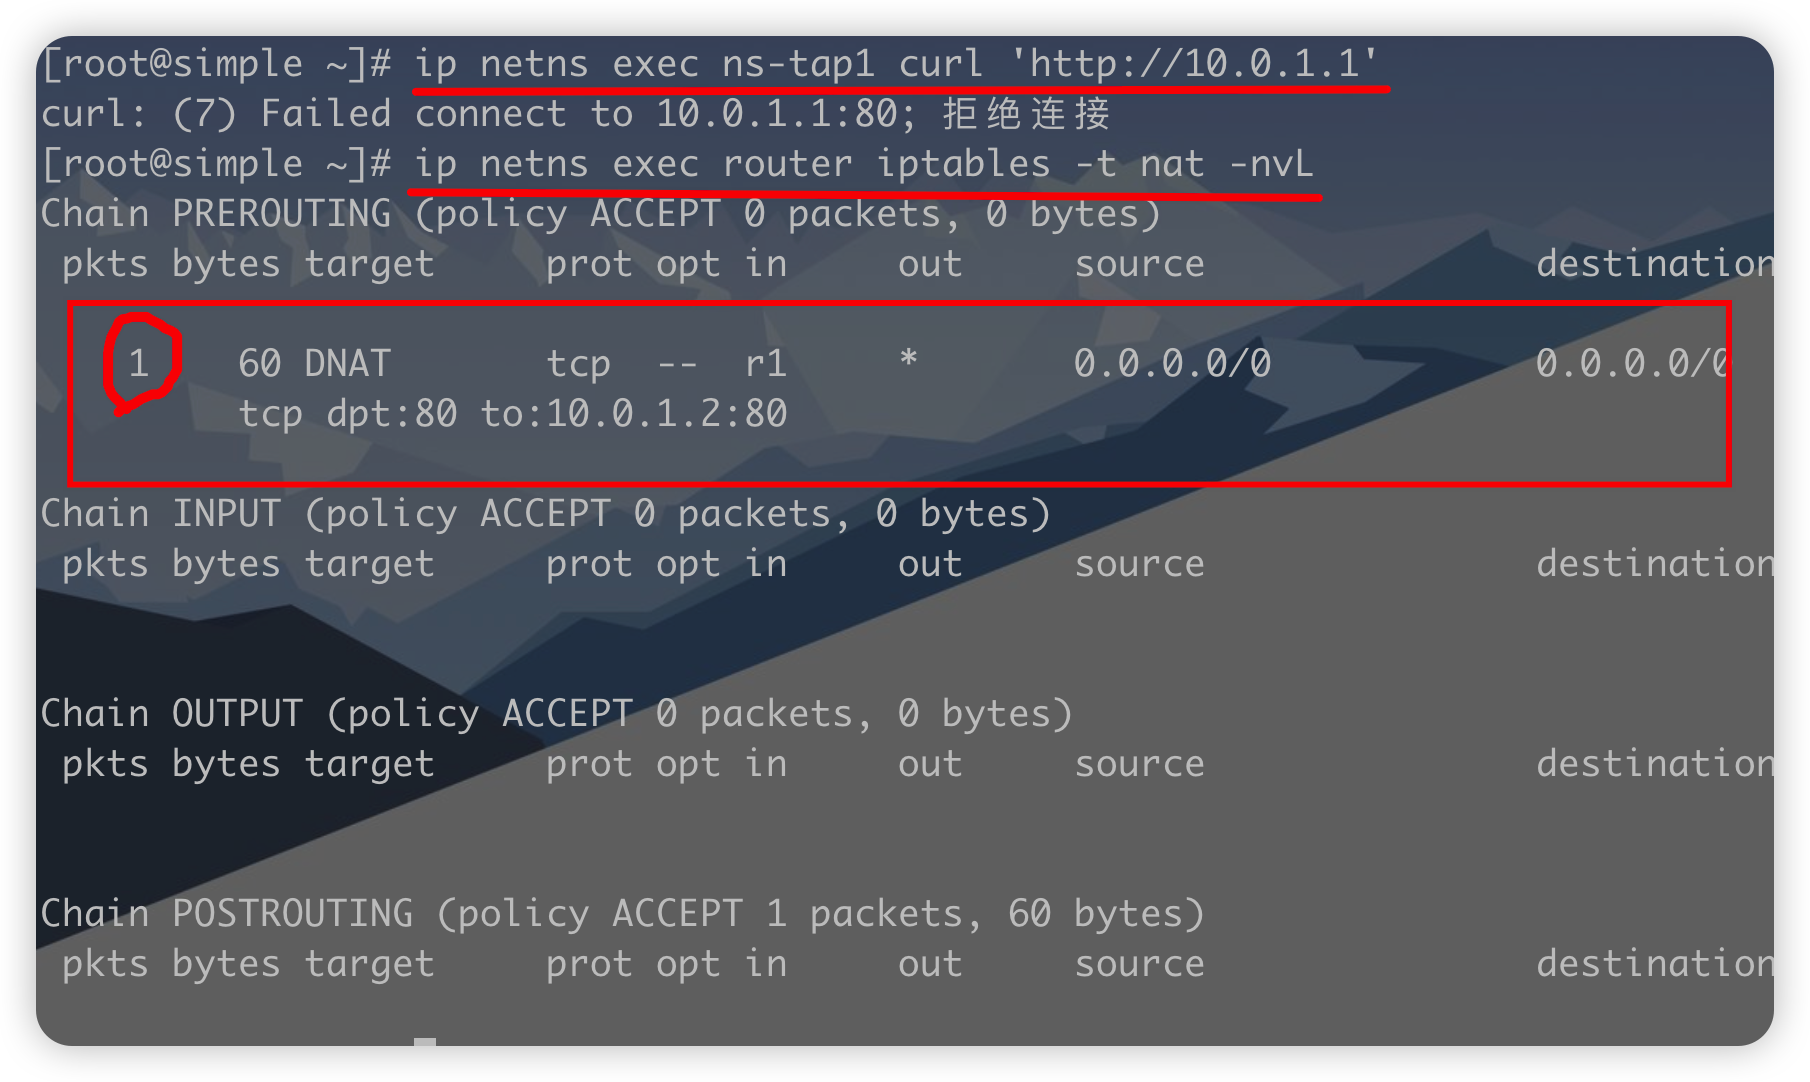 [root@simple ~]# ip netns exec ns-tap1 curl 'http://10.0.1.1'
curl: (7) Failed connect to 10.0.1.1:80; 拒绝连接
[root@simple ~]# ip netns exec router iptables -t nat -nvL
Chain PREROUTING (policy ACCEPT 0 packets, 0 bytes)
pkts bytes target prot opt in out source destination
1 60 DNAT tcp -- r1 * 0.0.0.0/0 0.0.0.0/0
tcp dpt:80 to:10.0.1.2:80
Chain INPUT (policy ACCEPT 0 packets, 0 bytes)
pkts bytes target prot opt in out source destination
Chain OUTPUT (policy ACCEPT 0 packets, 0 bytes)
pkts bytes target prot opt in out source destination
Chain POSTROUTING (policy ACCEPT 1 packets, 60 bytes)
pkts bytes target prot opt in out source destination